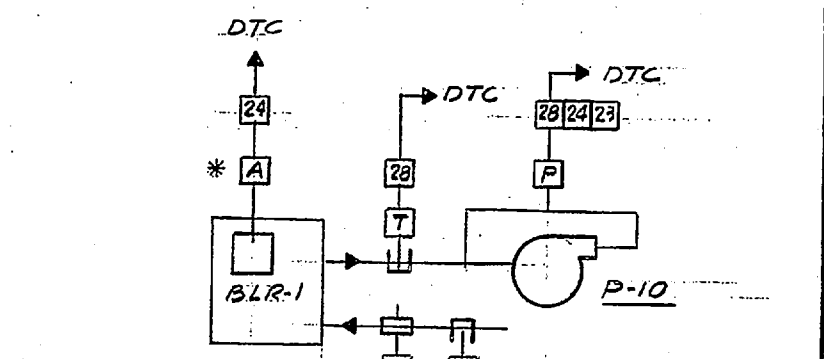 DTC
DTC
DTC
24
28 24 23
* A
28
P
T
BLR-1
P-10